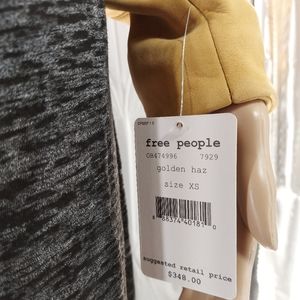 free people
OB474996 7929
golden haz
size XS
suggested retail price
$348.00